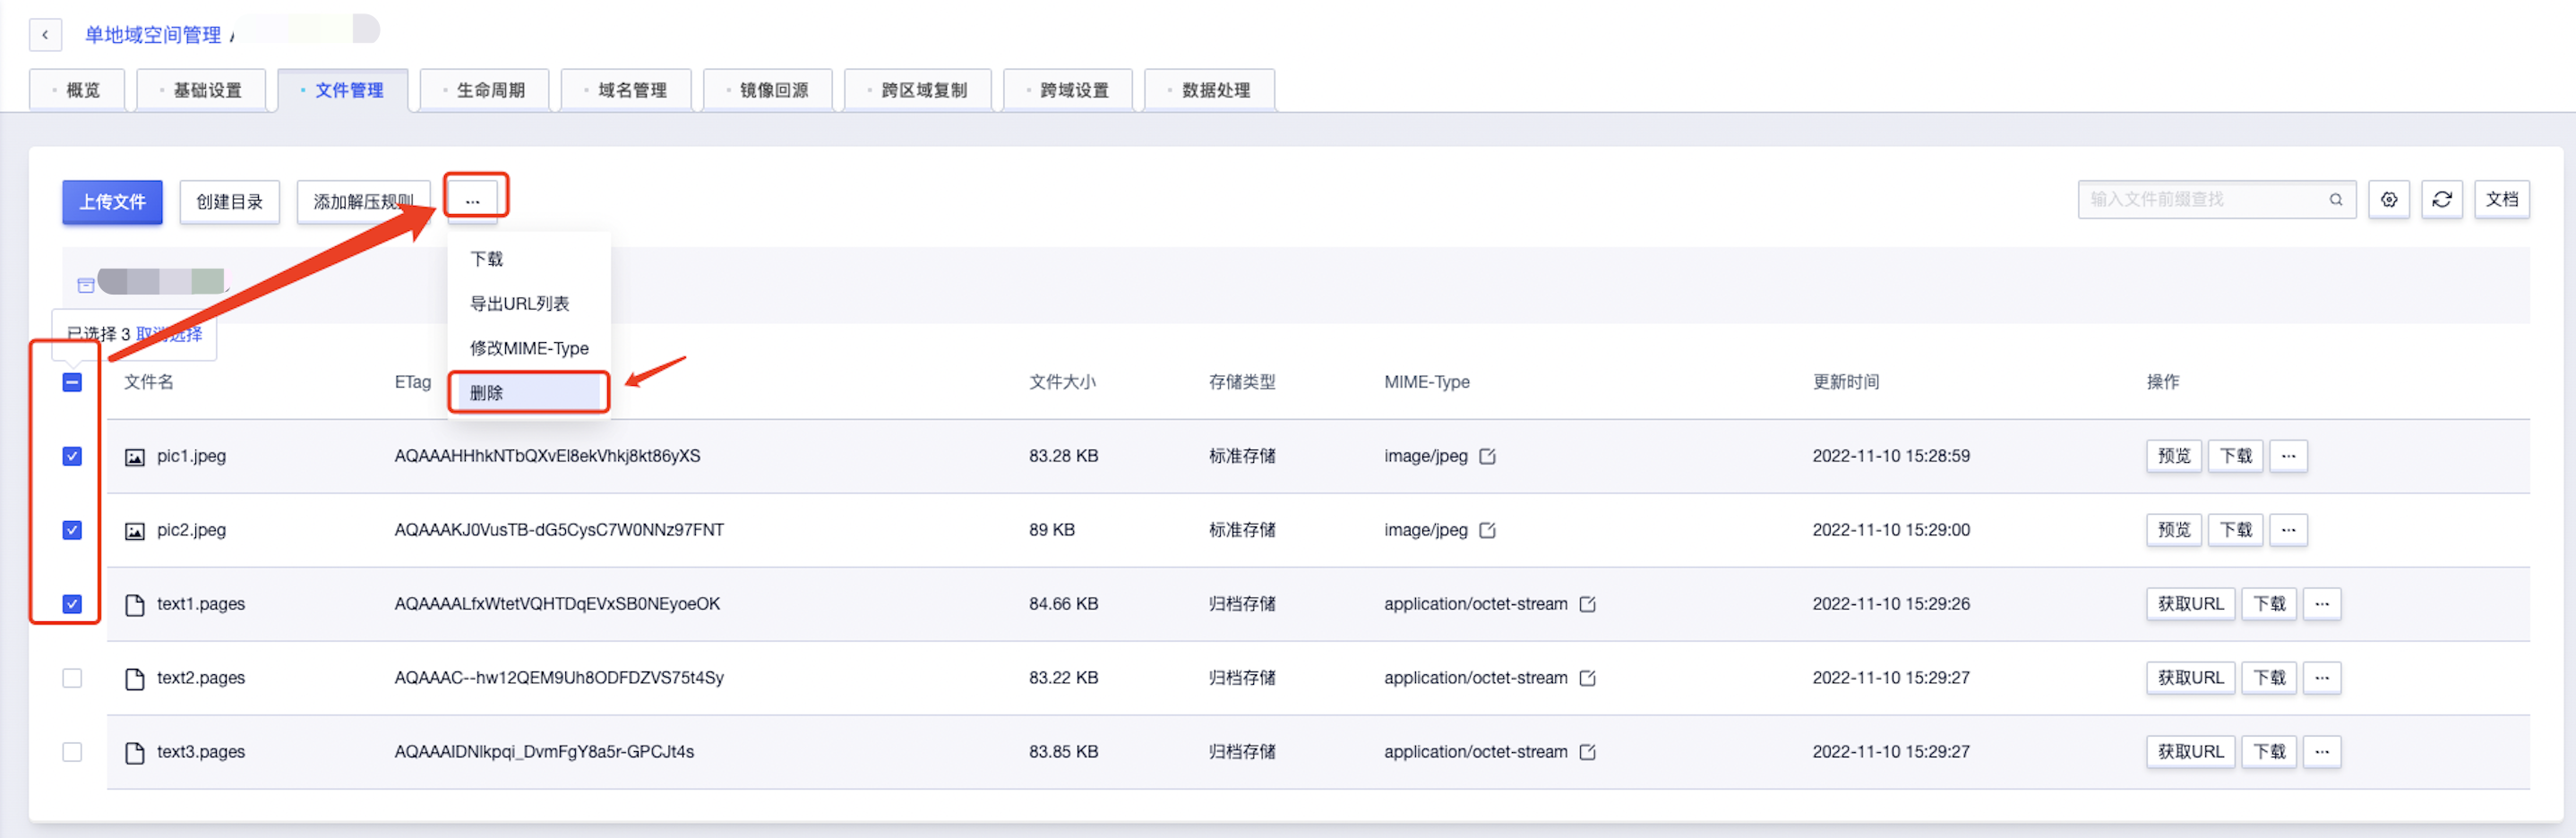 单地域空间管理 /
概览 基础设置 文件管理 生命周期 域名管理 镜像回源 跨区域复制 跨域设置 数据处理
上传文件 创建目录 添加解压规则 ... 输入文件前缀查找 文档
下载
导出URL列表
修改MIME-Type
删除
已选择 3 取消选择
文件名 ETag 文件大小 存储类型 MIME-Type 更新时间 操作
pic1.jpeg AQAAAHHhkNTbQXvEl8ekVhkj8kt86yXS 83.28 KB 标准存储 image/jpeg 2022-11-10 15:28:59 预览 下载 ...
pic2.jpeg AQAAAKJ0VusTB-dG5CysC7W0NNz97FNT 89 KB 标准存储 image/jpeg 2022-11-10 15:29:00 预览 下载 ...
text1.pages AQAAAALfxWtetVQHTDqEVxSB0NEyoeOK 84.66 KB 归档存储 application/octet-stream 2022-11-10 15:29:26 获取URL 下载 ...
text2.pages AQAAAC--hw12QEM9Uh8ODFDZVS75t4Sy 83.22 KB 归档存储 application/octet-stream 2022-11-10 15:29:27 获取URL 下载 ...
text3.pages AQAAAIDNlkpqi_DvmFgY8a5r-GPCJt4s 83.85 KB 归档存储 application/octet-stream 2022-11-10 15:29:27 获取URL 下载 ...